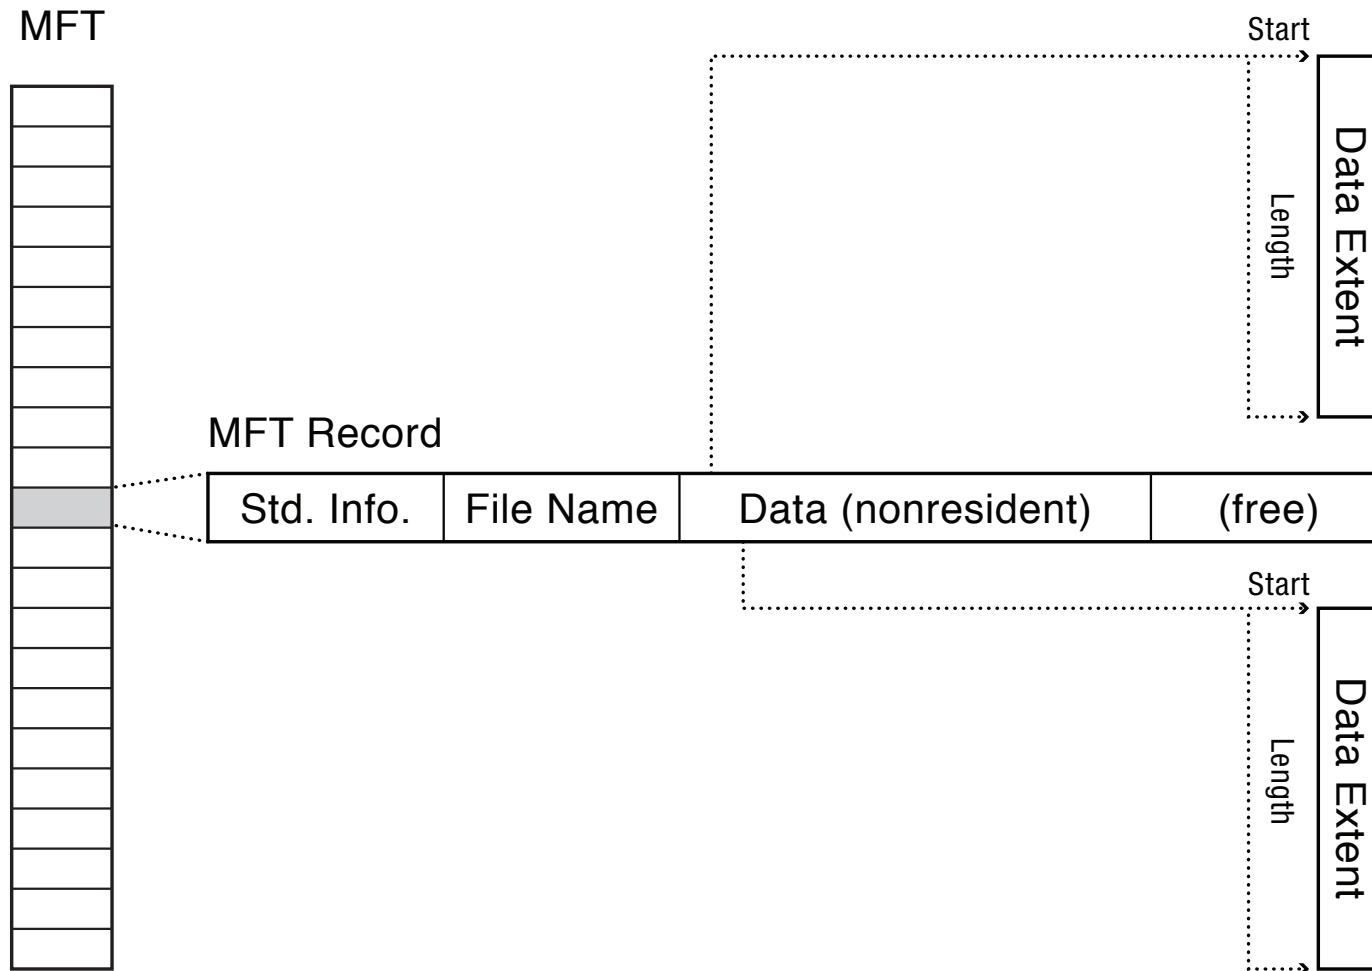 MFT
Start
Length
Data Extent
MFT Record
Std. Info.
File Name
Data (nonresident)
(free)
Start
Length
Data Extent